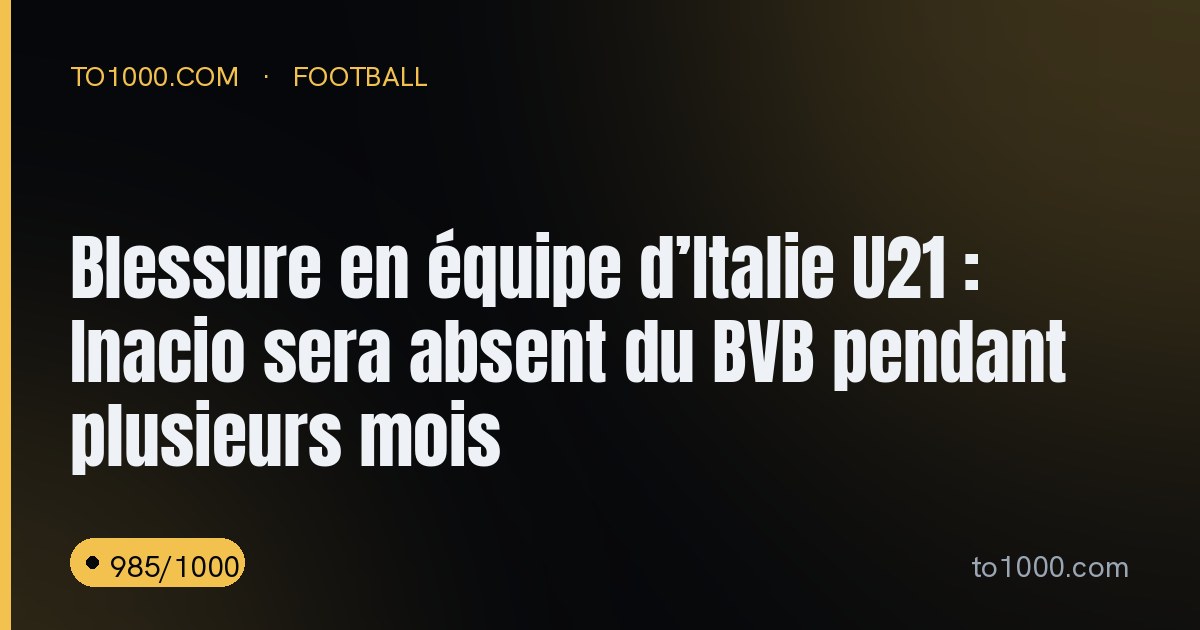 TO1000.COM · FOOTBALL
Blessure en équipe d’Italie U21 :
Inacio sera absent du BVB pendant
plusieurs mois
985/1000
to1000.com